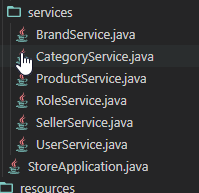 services
BrandService.java
CategoryService.java
ProductService.java
RoleService.java
SellerService.java
UserService.java
StoreApplication.java
resources